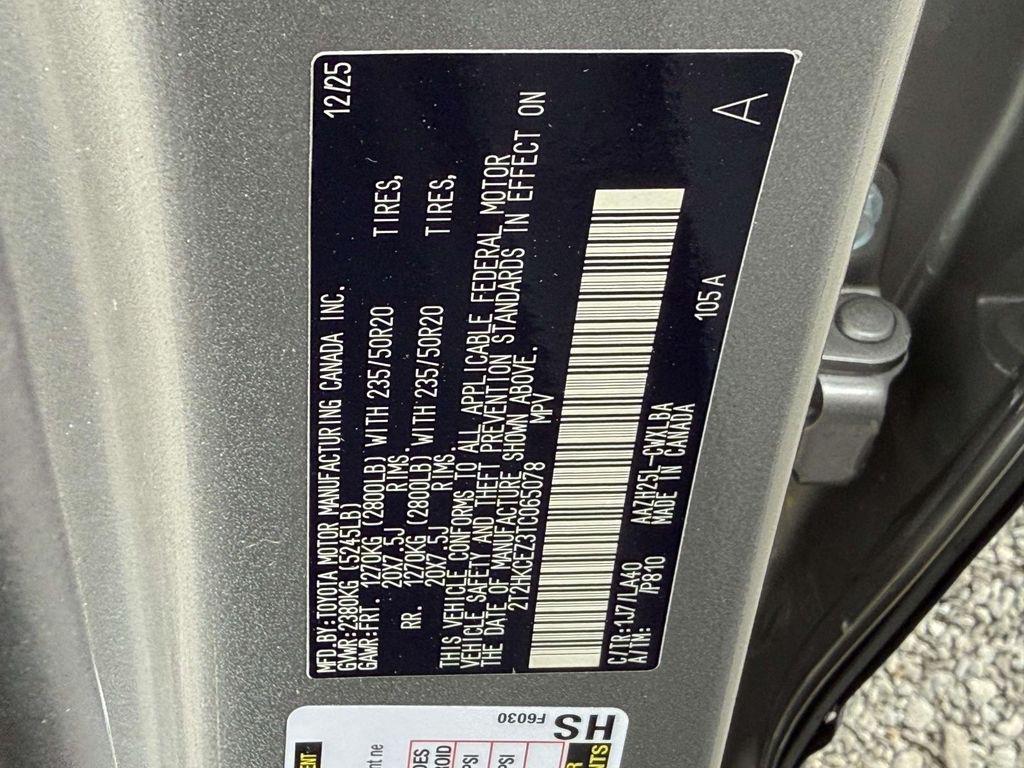 MFD.BY:TOYOTA MOTOR MANUFACTURING CANADA INC. 12/25
GVWR:2380KG (5245LB)
GAWR:FRT. 1270KG (2800LB) WITH 235/50R20 TIRES,
20X7.5J RIMS.
RR. 1270KG (2800LB) WITH 235/50R20 TIRES,
20X7.5J RIMS.
THIS VEHICLE CONFORMS TO ALL APPLICABLE FEDERAL MOTOR
VEHICLE SAFETY AND THEFT PREVENTION STANDARDS IN EFFECT ON
THE DATE OF MANUFACTURE SHOWN ABOVE.
2T2HKCEZ3TC065078 MPV
C/TR:1J7/LA40 AAZH25L-CWXLBA 105A
A/TM: /P810 MADE IN CANADA
A
HS
F6030